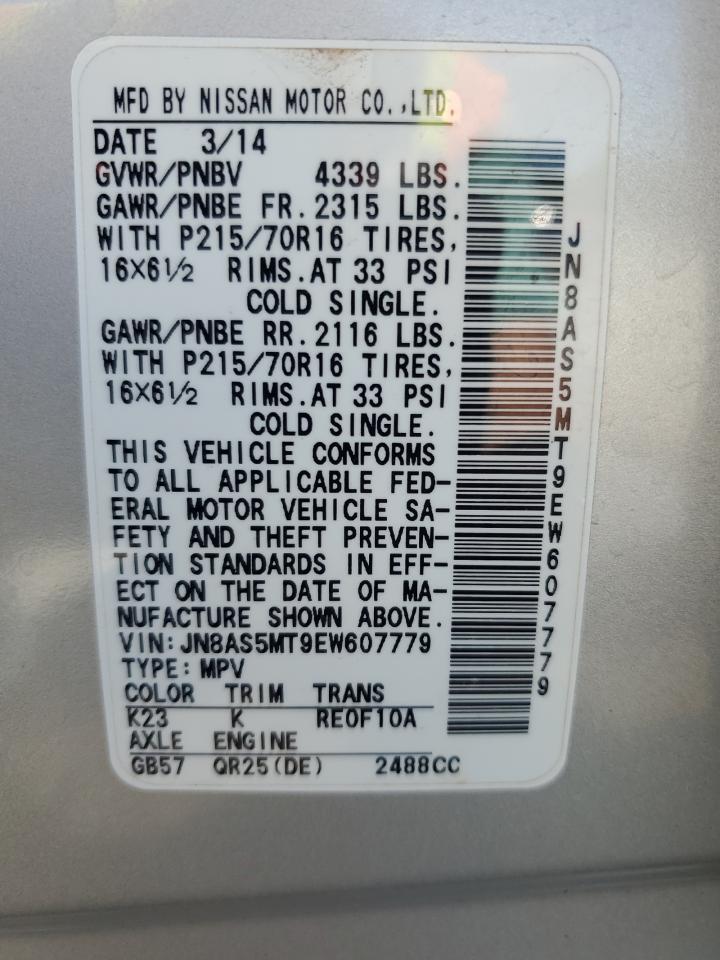 MFD BY NISSAN MOTOR CO.,LTD.
DATE 3/14
GVWR/PNBV 4339 LBS.
GAWR/PNBE FR. 2315 LBS.
WITH P215/70R16 TIRES,
16X6½ RIMS. AT 33 PSI
COLD SINGLE.
GAWR/PNBE RR. 2116 LBS.
WITH P215/70R16 TIRES,
16X6½ RIMS. AT 33 PSI
COLD SINGLE.
THIS VEHICLE CONFORMS
TO ALL APPLICABLE FED-
ERAL MOTOR VEHICLE SA-
FETY AND THEFT PREVEN-
TION STANDARDS IN EFF-
ECT ON THE DATE OF MA-
NUFACTURE SHOWN ABOVE.
VIN: JN8AS5MT9EW607779
TYPE: MPV
COLOR TRIM TRANS
K23 K RE0F10A
AXLE ENGINE
GB57 QR25(DE) 2488CC
JN8AS5MT9EW607779